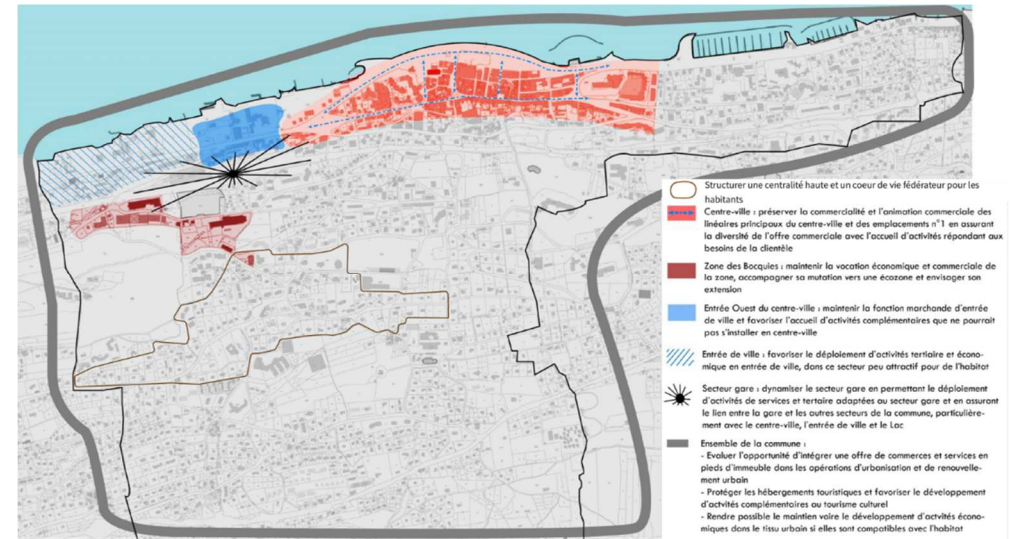 Structurer une centralité haute et un coeur de vie fédérateur pour les
habitants
Centre-ville : préserver la commercialité et l'animation commerciale des
linéaires principaux du centre-ville et des emplacements n°1 en assurant
la diversité de l'offre commerciale avec l'accueil d'activités répondant aux
besoins de la clientèle
Zone des Bocquies : maintenir la vocation économique et commerciale de
la zone, accompagner sa mutation vers une écozone et envisager son
extension
Entrée Ouest du centre-ville : maintenir la fonction marchande d'entrée
de ville et favoriser l'accueil d'activités complémentaires que ne pourrait
pas s'installer en centre-ville
Entrée de ville : favoriser le déploiement d'activités tertiaire et écono-
mique en entrée de ville, dans ce secteur peu attractif pour de l'habitat
Secteur gare : dynamiser le secteur gare en permettant le déploiement
d'activités de services et tertiaire adaptées au secteur gare et en assurant
le lien entre la gare et les autres secteurs de la commune, particulière-
ment avec le centre-ville, l'entrée de ville et le Lac
Ensemble de la commune :
- Evaluer l'opportunité d'intégrer une offre de commerces et services en
pieds d'immeuble dans les opérations d'urbanisation et de renouvelle-
ment urbain
- Protéger les hébergements touristiques et favoriser le développement
d'actvités complémentaires au tourisme culturel
- Rendre possible le maintien voire le développement d'actvités écono-
miques dans le tissu urbain si elles sont compatibles avec l'habitat